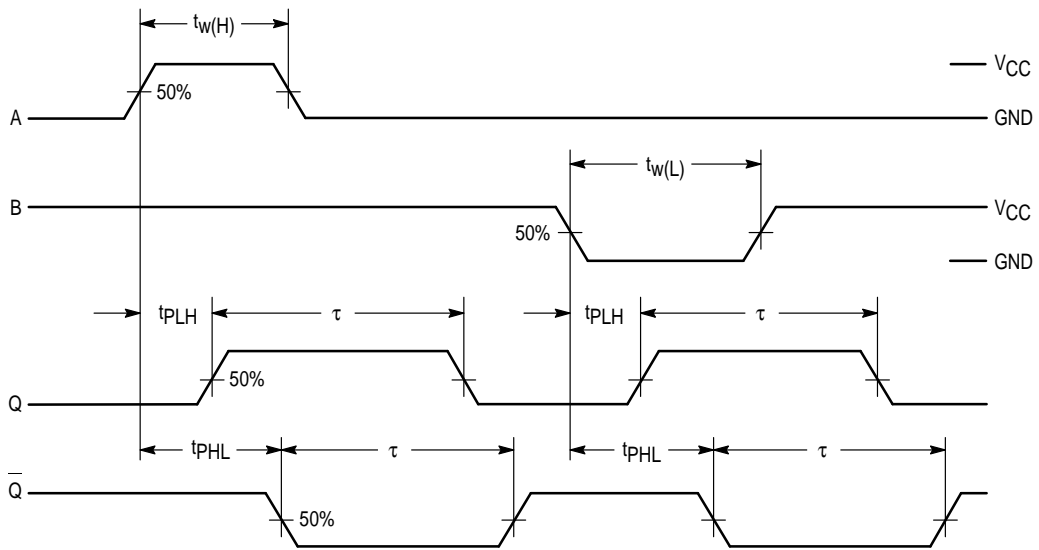 tw(H)
VCC
50%
A
GND
tw(L)
B
VCC
50%
GND
tPLH
τ
tPLH
τ
50%
Q
tPHL
τ
tPHL
τ
Q̅
50%